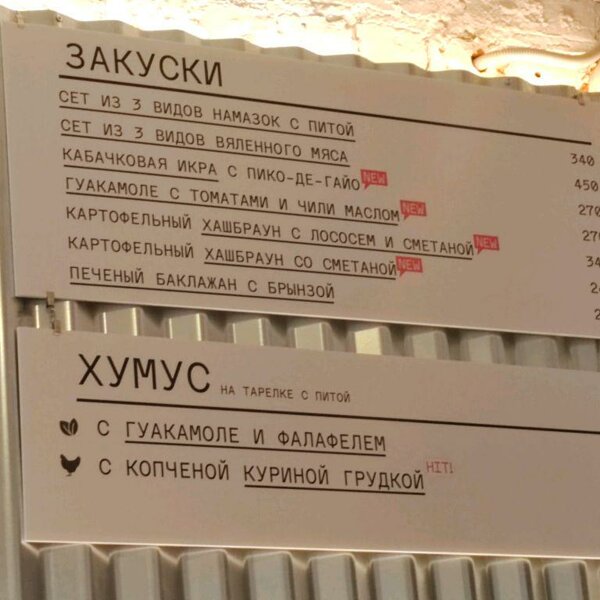 ЗАКУСКИ
СЕТ ИЗ 3 ВИДОВ НАМАЗОК С ПИТОЙ 340
СЕТ ИЗ 3 ВИДОВ ВЯЛЕНОГО МЯСА 450
КАБАЧКОВАЯ ИКРА С ПИКО-ДЕ-ГАЙО NEW
ГУАКАМОЛЕ С ТОМАТАМИ И ЧИЛИ МАСЛОМ NEW
КАРТОФЕЛЬНЫЙ ХАШБРАУН С ЛОСОСЕМ И СМЕТАНОЙ NEW
КАРТОФЕЛЬНЫЙ ХАШБРАУН СО СМЕТАНОЙ NEW
ПЕЧЕНЫЙ БАКЛАЖАН С БРЫНЗОЙ
ХУМУС НА ТАРЕЛКЕ С ПИТОЙ
С ГУАКАМОЛЕ И ФАЛАФЕЛЕМ
С КОПЧЕНОЙ КУРИНОЙ ГРУДКОЙ HIT!